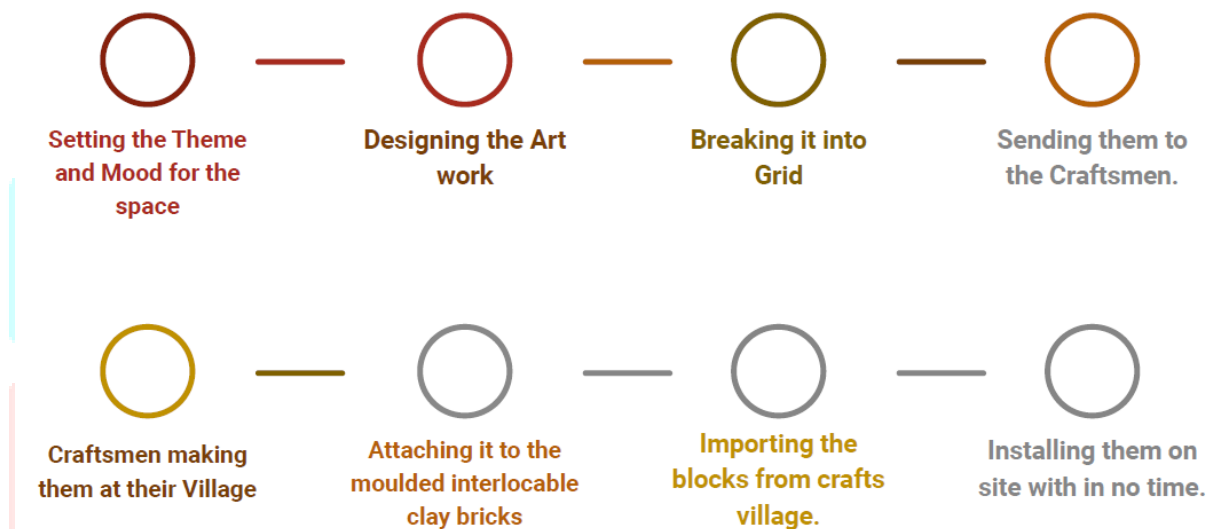 Setting the Theme
and Mood for the
space
Designing the Art
work
Breaking it into
Grid
Sending them to
the Craftsmen.
Craftsmen making
them at their Village
Attaching it to the
moulded interlocable
clay bricks
Importing the
blocks from crafts
village.
Installing them on
site with in no time.